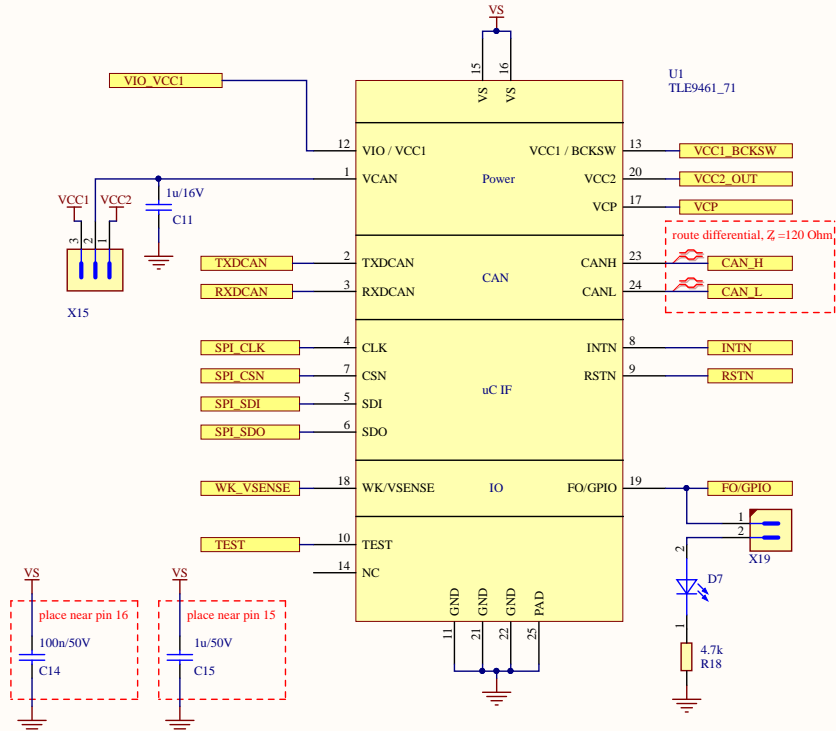 VS
15
16
VS
VS
U1
TLE9461_71
VIO_VCC1
12
VIO / VCC1
VCC1 / BCKSW
13
VCC1_BCKSW
1
VCAN
Power
VCC2
20
VCC2_OUT
VCP
17
VCP
1u/16V
C11
VCC1
VCC2
3
2
1
X15
route differential, Z =120 Ohm
TXDCAN
2
TXDCAN
CAN
CANH
23
CAN_H
RXDCAN
3
RXDCAN
CANL
24
CAN_L
SPI_CLK
4
CLK
INTN
8
INTN
SPI_CSN
7
CSN
uC IF
RSTN
9
RSTN
SPI_SDI
5
SDI
SPI_SDO
6
SDO
WK_VSENSE
18
WK/VSENSE
IO
FO/GPIO
19
FO/GPIO
1
2
X19
TEST
10
TEST
14
NC
2
D7
1
4.7k
R18
GND
GND
GND
PAD
11
21
22
25
VS
place near pin 16
100n/50V
C14
VS
place near pin 15
1u/50V
C15